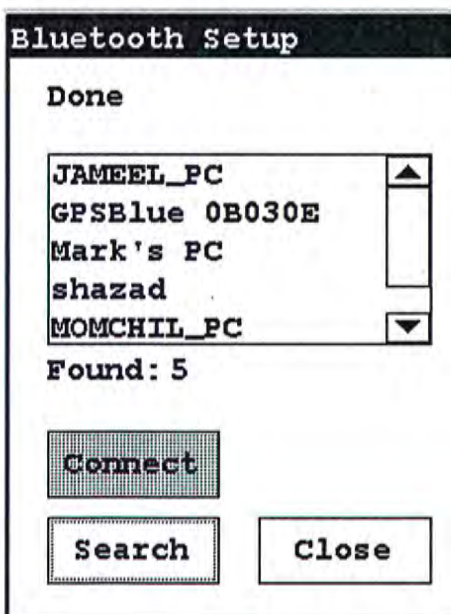 Bluetooth Setup
Done
JAMEEL_PC
GPSBlue 0B030E
Mark's PC
shazad
MOMCHIL_PC
Found: 5
Connect
Search Close